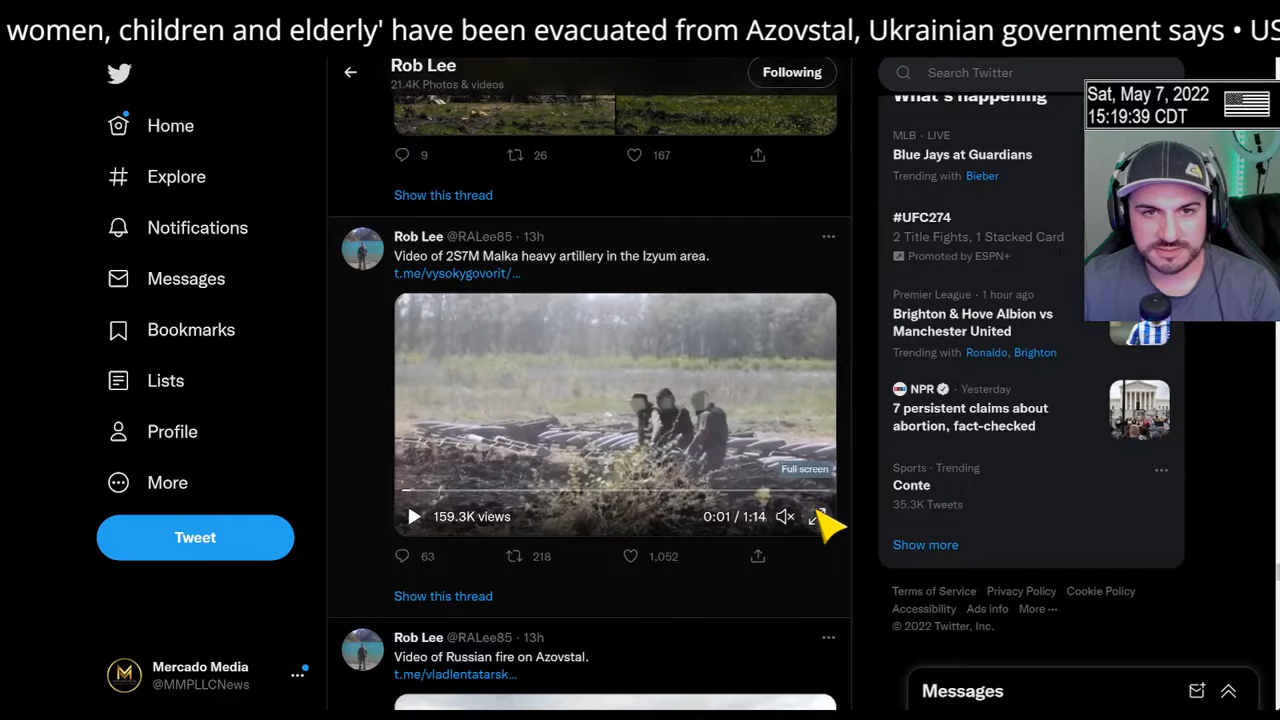 women, children and elderly' have been evacuated from Azovstal, Ukrainian government says • US
Rob Lee
21.4K Photos & videos
Following
Search Twitter
Sat, May 7, 2022
15:19:39 CDT
Home
Explore
Notifications
Messages
Bookmarks
Lists
Profile
More
Tweet
Mercado Media
@MMPLLCNews
9
26
167
Show this thread
Rob Lee @RALee85 · 13h
Video of 2S7M Malka heavy artillery in the Izyum area.
t.me/vysokygovorit/...
Full screen
159.3K views
0:01 / 1:14
63
218
1,052
Show this thread
Rob Lee @RALee85 · 13h
Video of Russian fire on Azovstal.
t.me/vladlentatarsk...
What's happening
MLB · LIVE
Blue Jays at Guardians
Trending with Bieber
#UFC274
2 Title Fights, 1 Stacked Card
Promoted by ESPN+
Premier League · 1 hour ago
Brighton & Hove Albion vs
Manchester United
Trending with Ronaldo, Brighton
NPR · Yesterday
7 persistent claims about
abortion, fact-checked
Sports · Trending
Conte
35.3K Tweets
Show more
Terms of Service Privacy Policy Cookie Policy
Accessibility Ads info More ···
© 2022 Twitter, Inc.
Messages